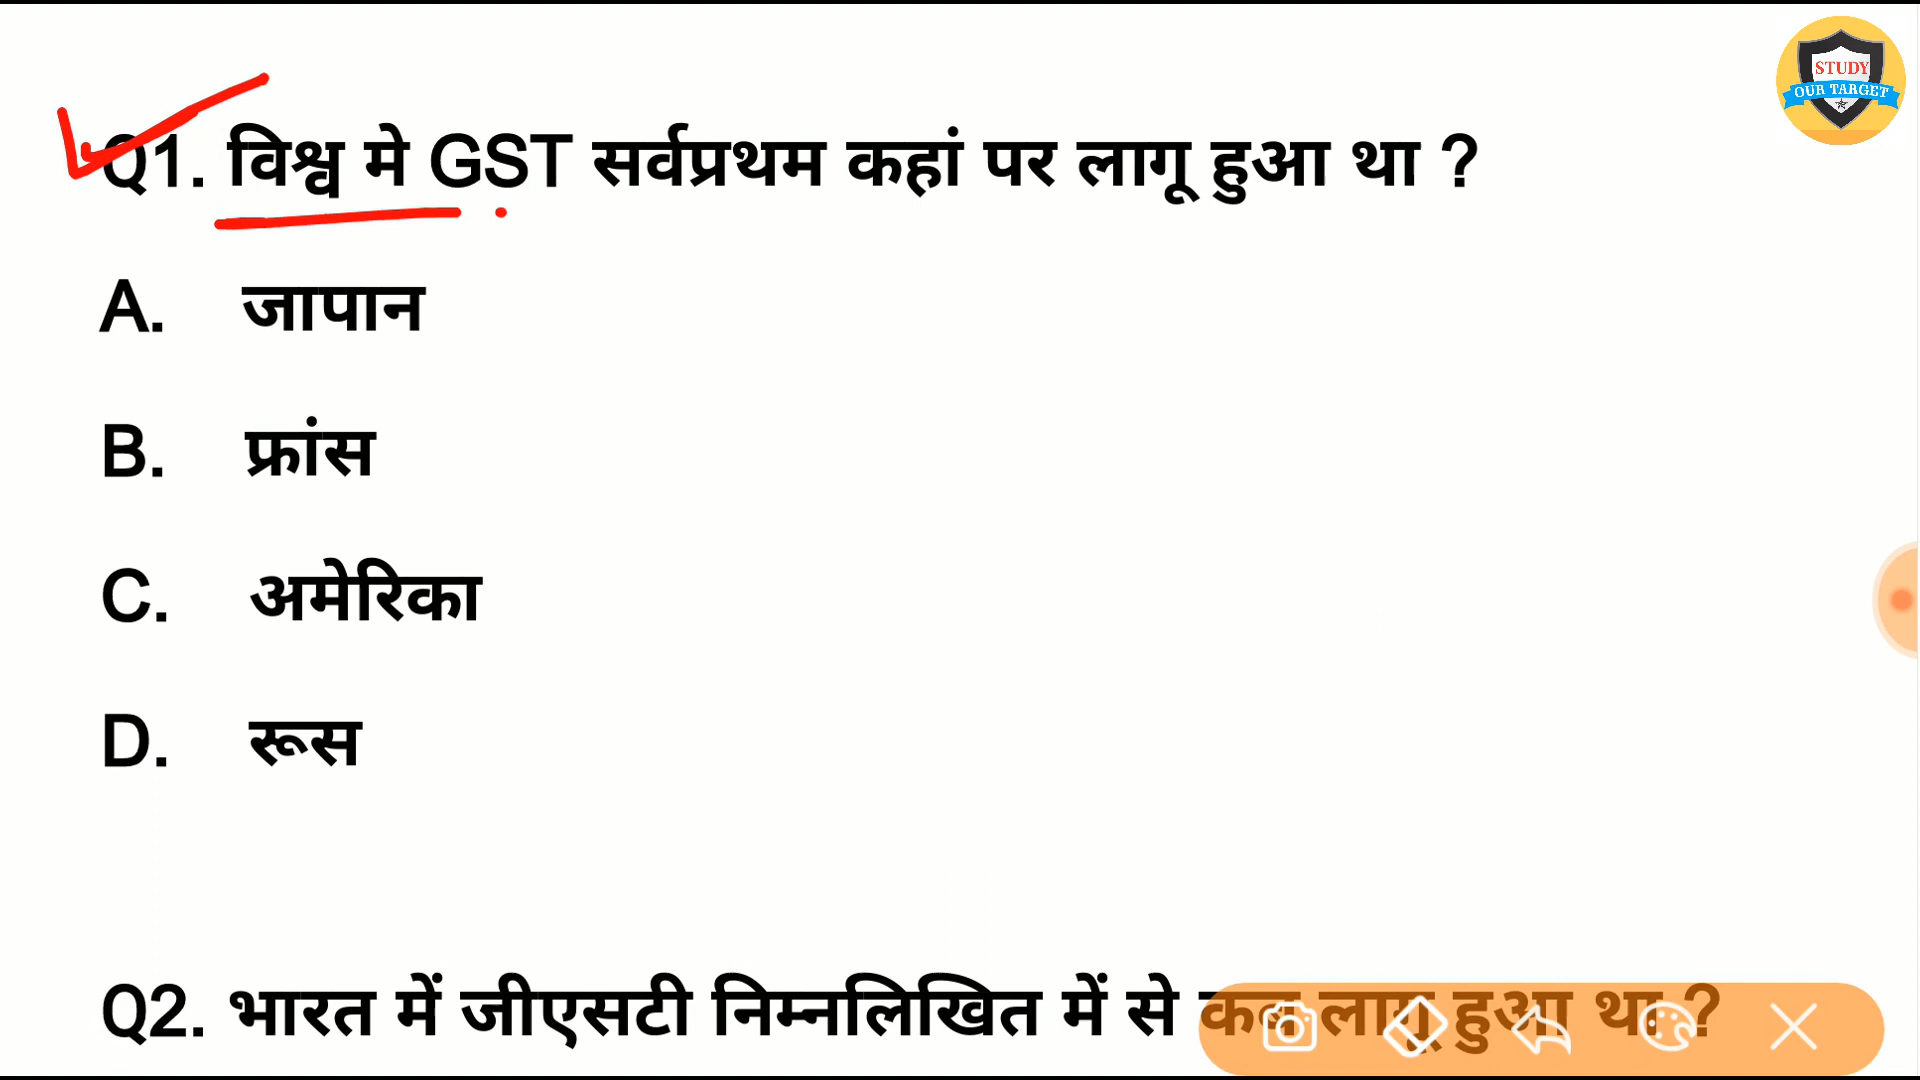 STUDY
OUR TARGET
Q1. विश्व मे GST सर्वप्रथम कहां पर लागू हुआ था ?
A. जापान
B. फ्रांस
C. अमेरिका
D. रूस
Q2. भारत में जीएसटी निम्नलिखित में से कब लागू हुआ था ?